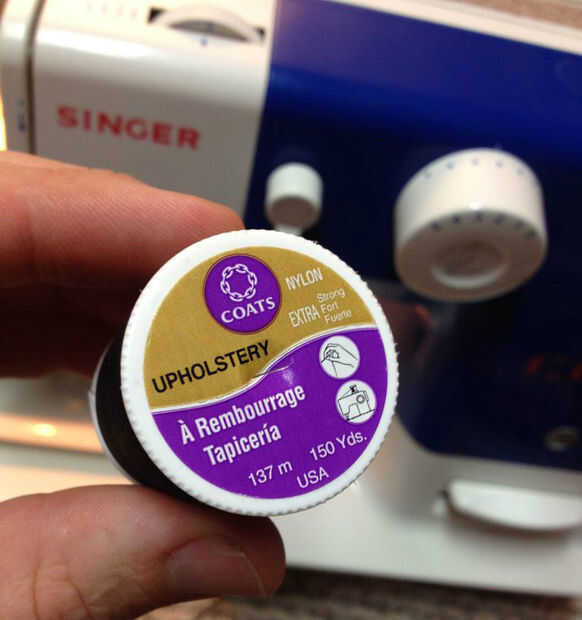 SINGER
COATS
NYLON
EXTRA Strong
Fort
Fuerte
UPHOLSTERY
À Rembourrage
Tapicería
137 m 150 Yds.
USA